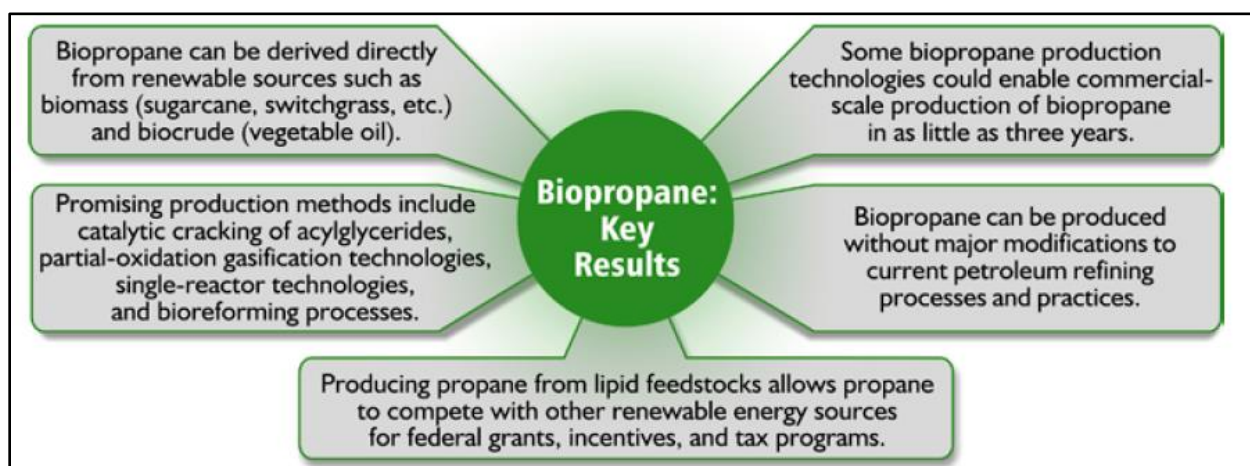 Biopropane can be derived directly
from renewable sources such as
biomass (sugarcane, switchgrass, etc.)
and biocrude (vegetable oil).
Some biopropane production
technologies could enable commercial-
scale production of biopropane
in as little as three years.
Biopropane:
Key
Results
Promising production methods include
catalytic cracking of acylglycerides,
partial-oxidation gasification technologies,
single-reactor technologies,
and bioreforming processes.
Biopropane can be produced
without major modifications to
current petroleum refining
processes and practices.
Producing propane from lipid feedstocks allows propane
to compete with other renewable energy sources
for federal grants, incentives, and tax programs.